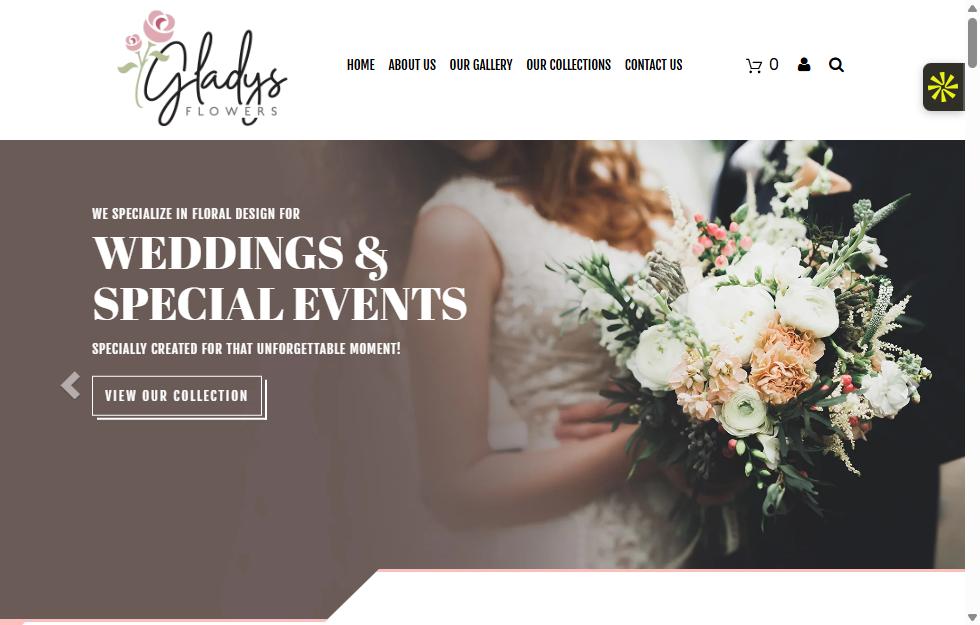 Gladys
FLOWERS
HOME ABOUT US OUR GALLERY OUR COLLECTIONS CONTACT US 0
WE SPECIALIZE IN FLORAL DESIGN FOR
WEDDINGS &
SPECIAL EVENTS
SPECIALLY CREATED FOR THAT UNFORGETTABLE MOMENT!
VIEW OUR COLLECTION